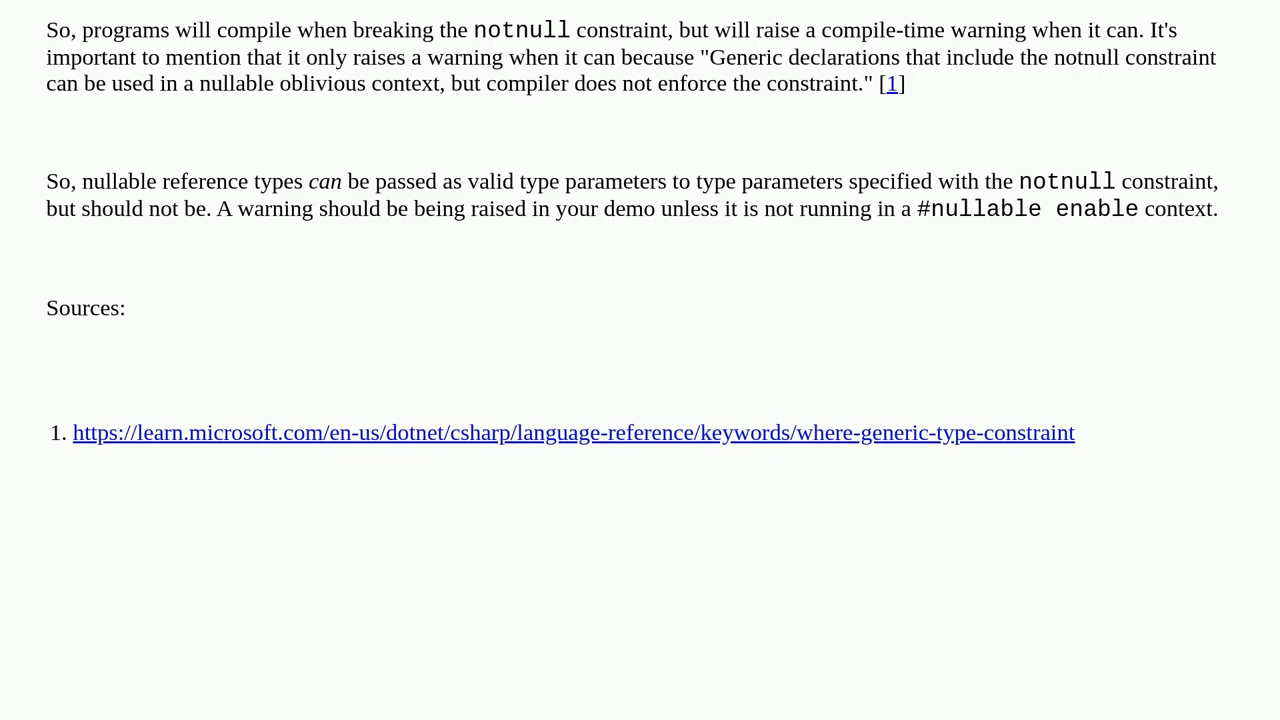 So, programs will compile when breaking the notnull constraint, but will raise a compile-time warning when it can. It's
important to mention that it only raises a warning when it can because "Generic declarations that include the notnull constraint
can be used in a nullable oblivious context, but compiler does not enforce the constraint." [1]
So, nullable reference types can be passed as valid type parameters to type parameters specified with the notnull constraint,
but should not be. A warning should be being raised in your demo unless it is not running in a #nullable enable context.
Sources:
1. https://learn.microsoft.com/en-us/dotnet/csharp/language-reference/keywords/where-generic-type-constraint